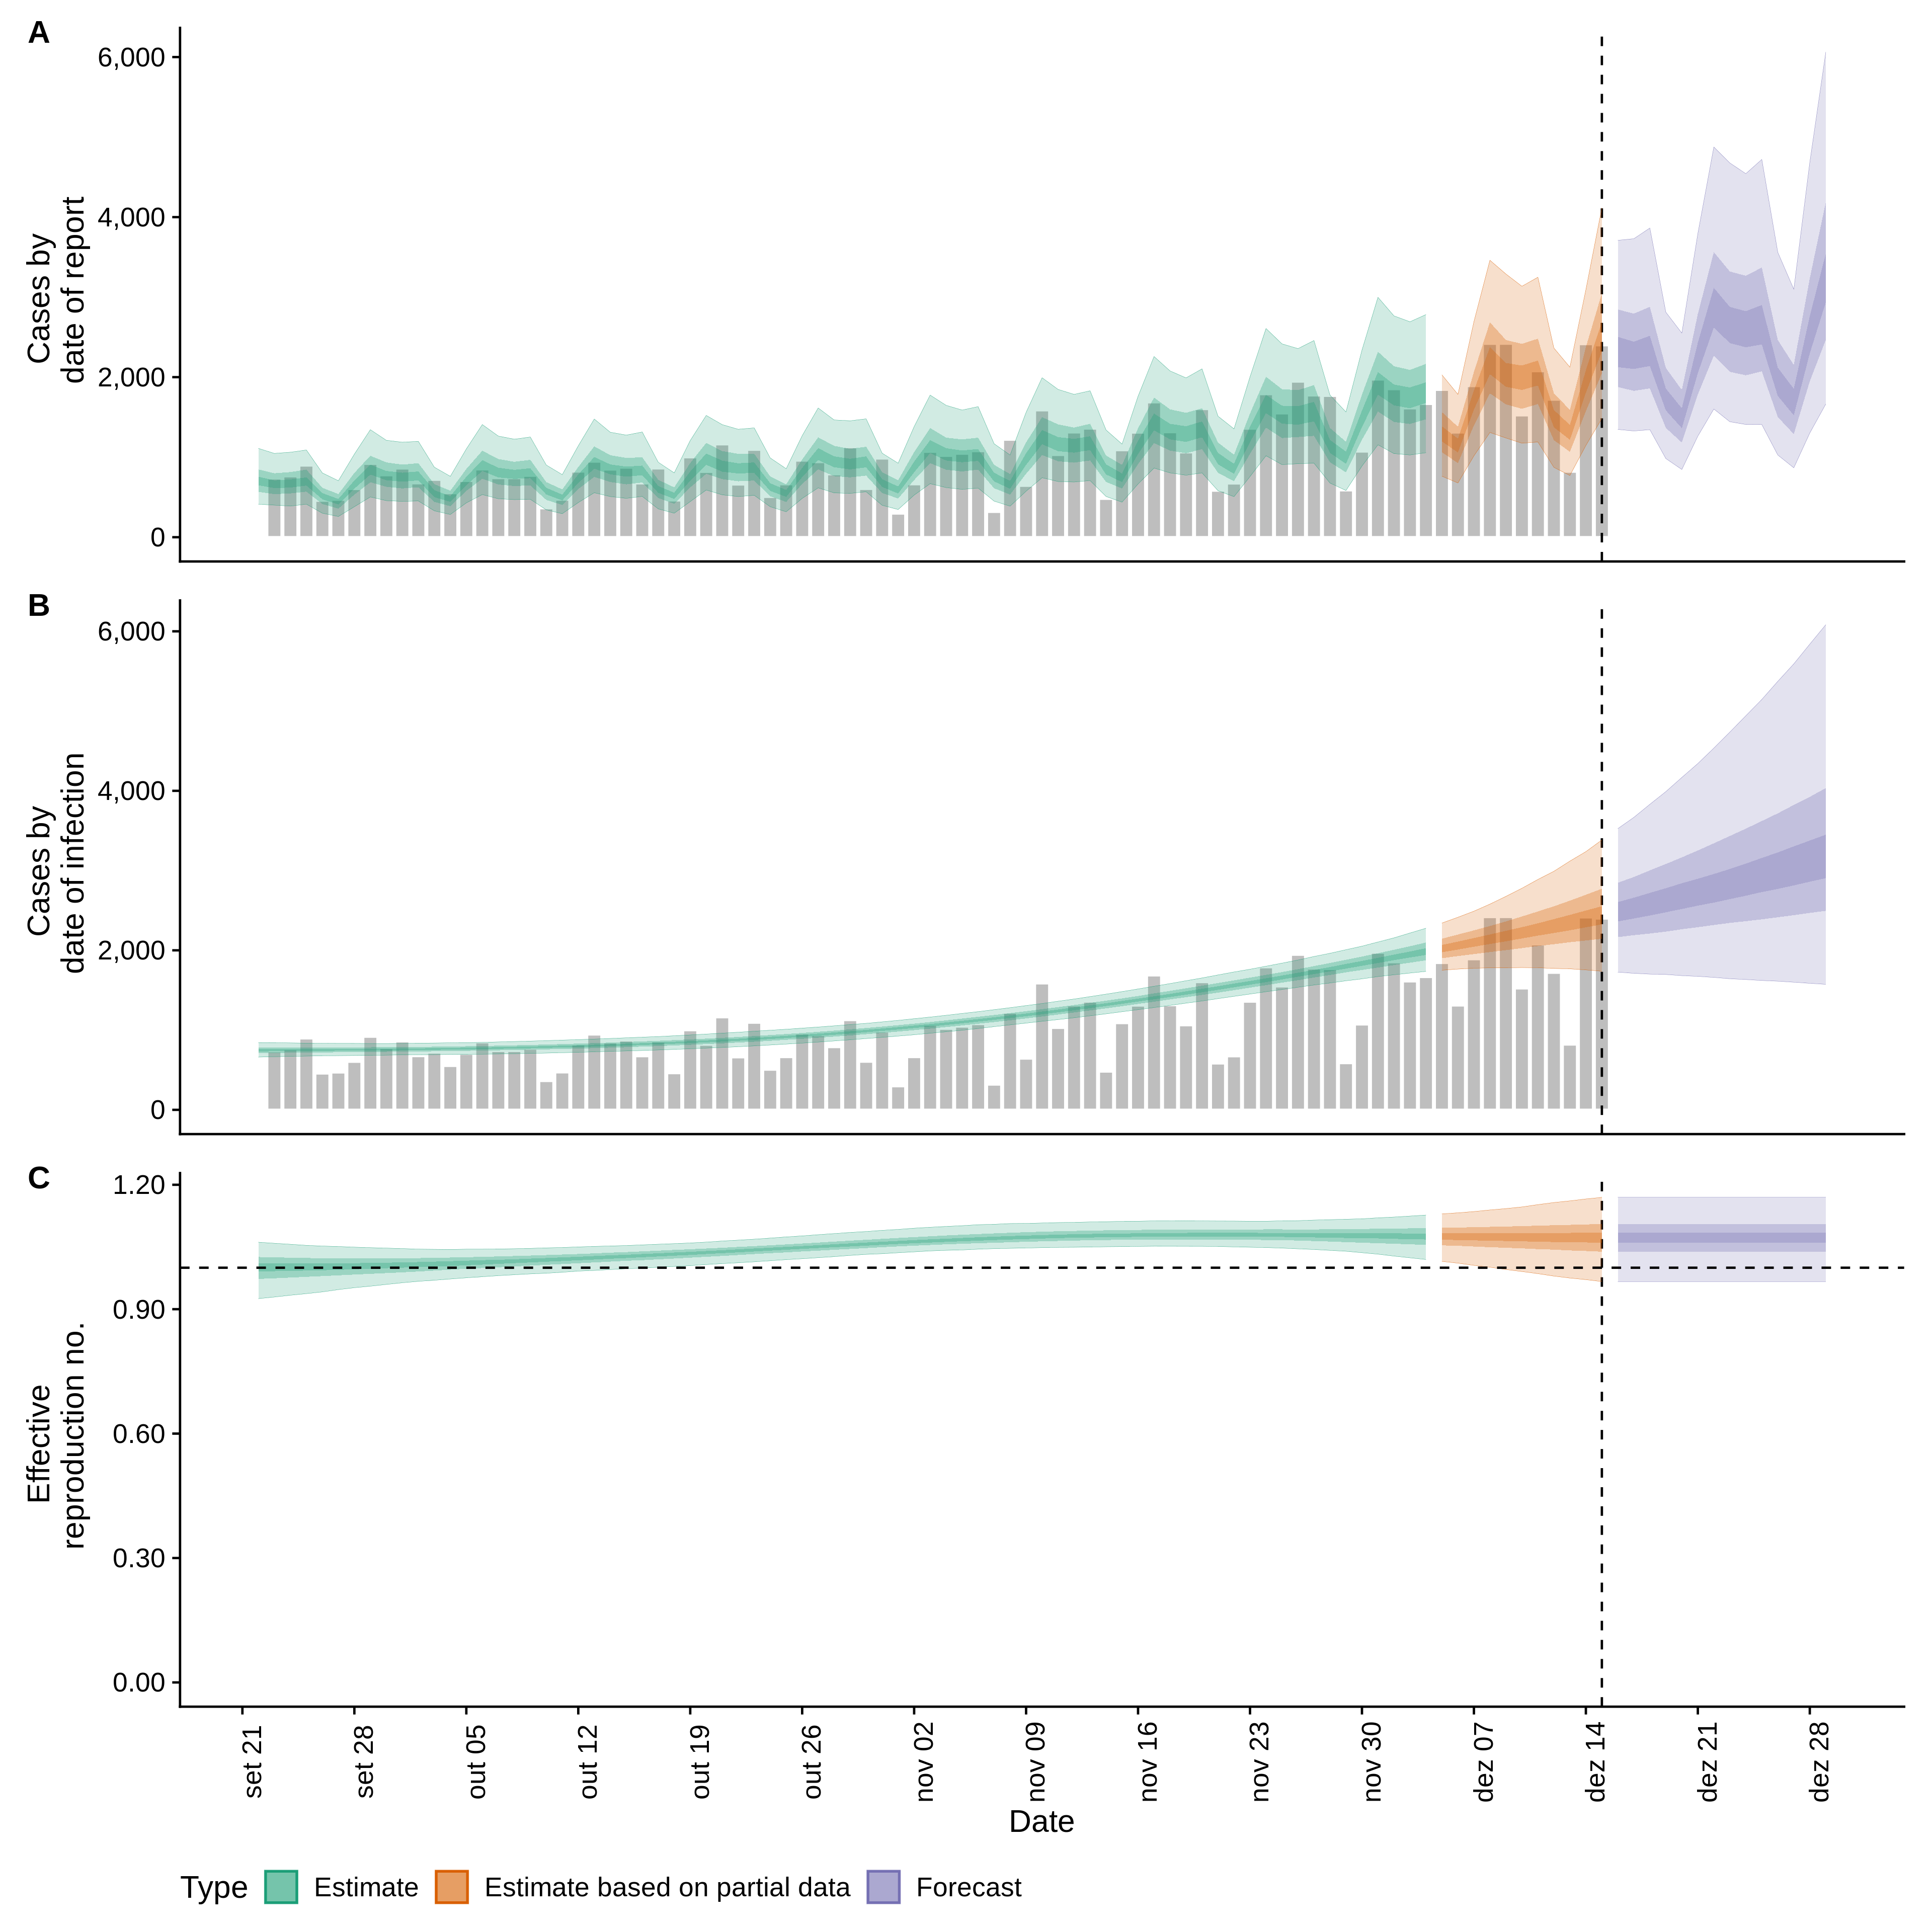 A
6,000
4,000
2,000
0
Cases by
date of report
B
6,000
4,000
2,000
0
Cases by
date of infection
C
1.20
0.90
0.60
0.30
0.00
Effective
reproduction no.
set 21
set 28
out 05
out 12
out 19
out 26
nov 02
nov 09
nov 16
nov 23
nov 30
dez 07
dez 14
dez 21
dez 28
Date
Type Estimate Estimate based on partial data Forecast